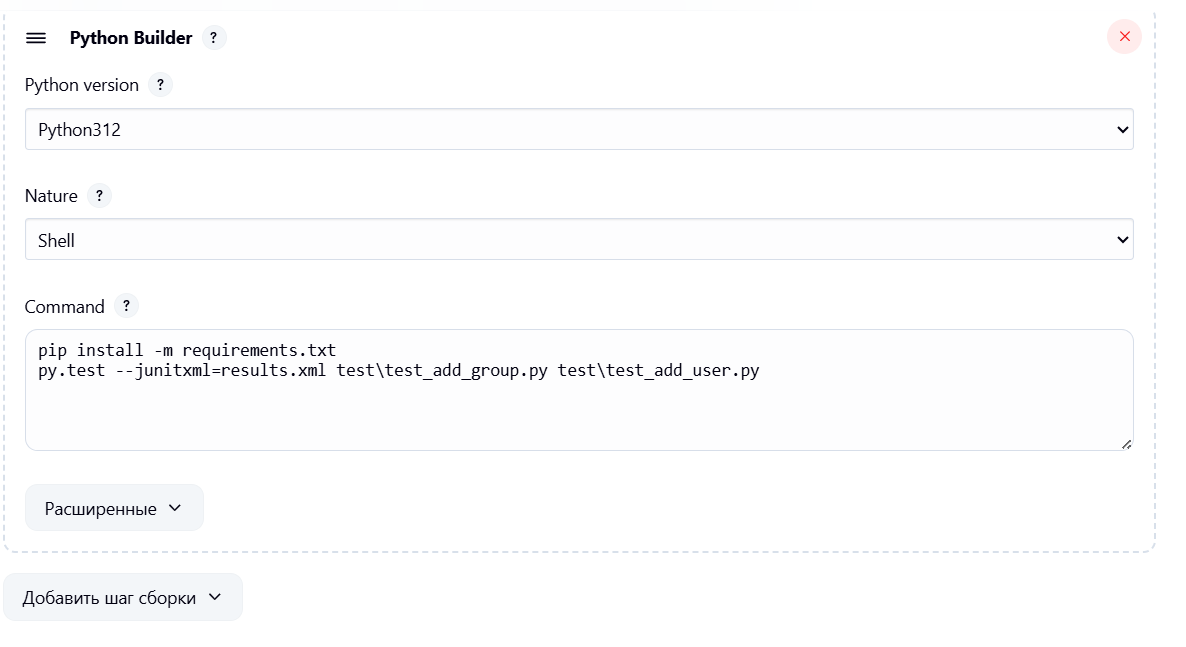 Python Builder ?
Python version ?
Python312
Nature ?
Shell
Command ?
pip install -m requirements.txt
py.test --junitxml=results.xml test\test_add_group.py test\test_add_user.py
Расширенные
Добавить шаг сборки